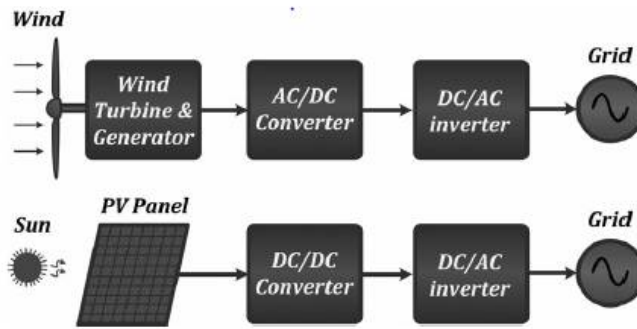 Wind
Wind
Turbine &
Generator
AC/DC
Converter
DC/AC
inverter
Grid
Sun
PV Panel
DC/DC
Converter
DC/AC
inverter
Grid